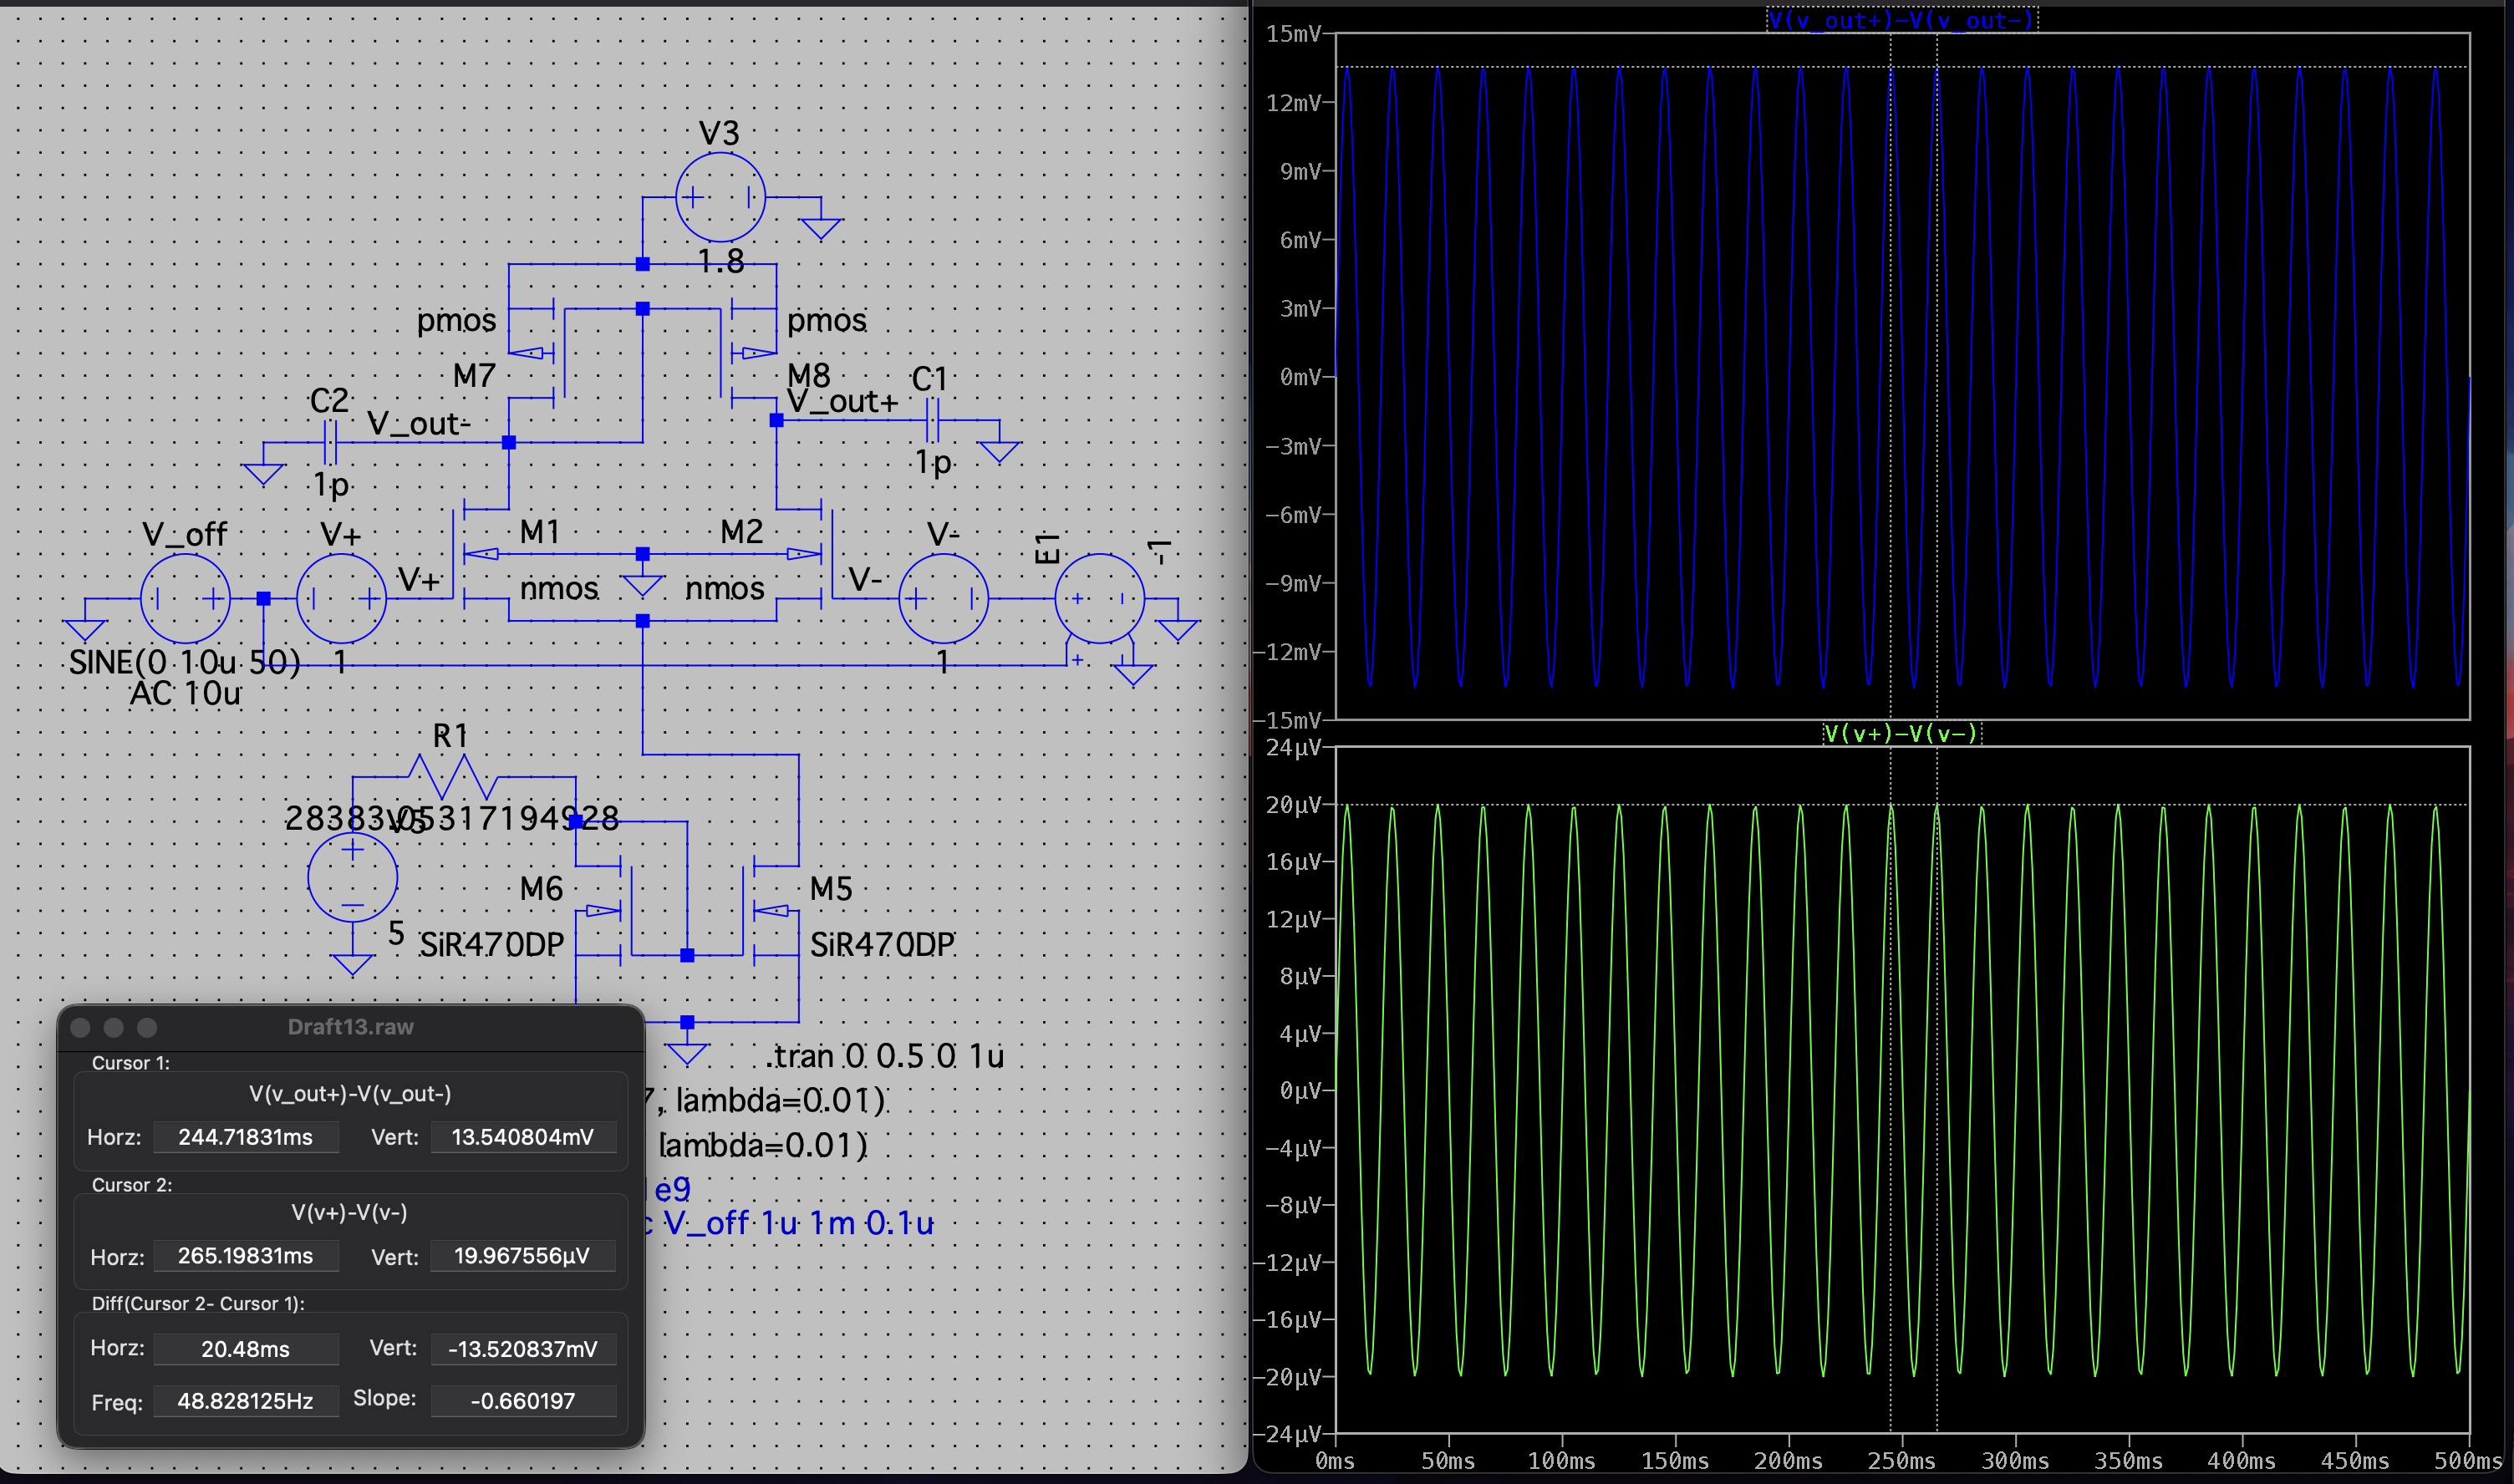 V3
1.8
pmos
pmos
M7
M8
C2
V_out-
V_out+
C1
1p
1p
V_off
V+
M1
M2
V-
E1
-1
V+
nmos
nmos
V-
SINE(0 10u 50)
1
1
AC 10u
R1
28383.05317194928
V5
M6
M5
5
SiR470DP
SiR470DP
.tran 0 0.5 0 1u
7, lambda=0.01)
lambda=0.01)
1e9
c V_off 1u 1m 0.1u
Draft13.raw
Cursor 1:
V(v_out+)-V(v_out-)
Horz: 244.71831ms Vert: 13.540804mV
Cursor 2:
V(v+)-V(v-)
Horz: 265.19831ms Vert: 19.967556µV
Diff(Cursor 2- Cursor 1):
Horz: 20.48ms Vert: -13.520837mV
Freq: 48.828125Hz Slope: -0.660197
V(v_out+)-V(v_out-)
15mV
12mV
9mV
6mV
3mV
0mV
-3mV
-6mV
-9mV
-12mV
-15mV
V(v+)-V(v-)
24µV
20µV
16µV
12µV
8µV
4µV
0µV
-4µV
-8µV
-12µV
-16µV
-20µV
-24µV
0ms 50ms 100ms 150ms 200ms 250ms 300ms 350ms 400ms 450ms 500ms